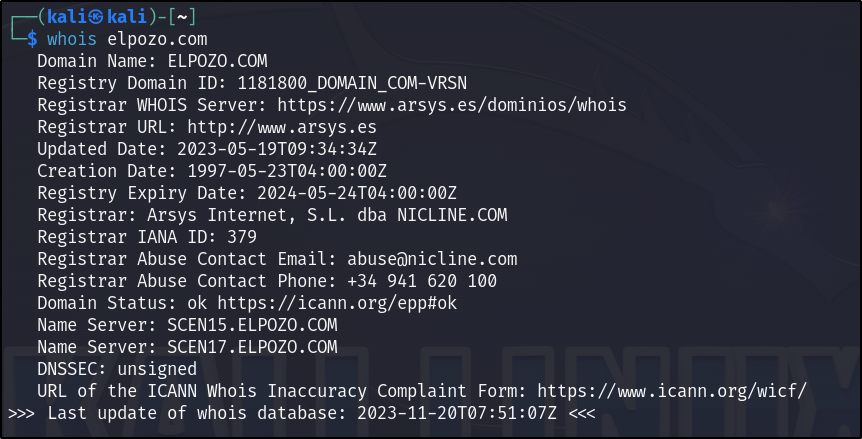 ┌──(kali㉿kali)-[~]
└─$ whois elpozo.com
   Domain Name: ELPOZO.COM
   Registry Domain ID: 1181800_DOMAIN_COM-VRSN
   Registrar WHOIS Server: https://www.arsys.es/dominios/whois
   Registrar URL: http://www.arsys.es
   Updated Date: 2023-05-19T09:34:34Z
   Creation Date: 1997-05-23T04:00:00Z
   Registry Expiry Date: 2024-05-24T04:00:00Z
   Registrar: Arsys Internet, S.L. dba NICLINE.COM
   Registrar IANA ID: 379
   Registrar Abuse Contact Email: abuse@nicline.com
   Registrar Abuse Contact Phone: +34 941 620 100
   Domain Status: ok https://icann.org/epp#ok
   Name Server: SCEN15.ELPOZO.COM
   Name Server: SCEN17.ELPOZO.COM
   DNSSEC: unsigned
   URL of the ICANN Whois Inaccuracy Complaint Form: https://www.icann.org/wicf/
>>> Last update of whois database: 2023-11-20T07:51:07Z <<<
KALI LINUX